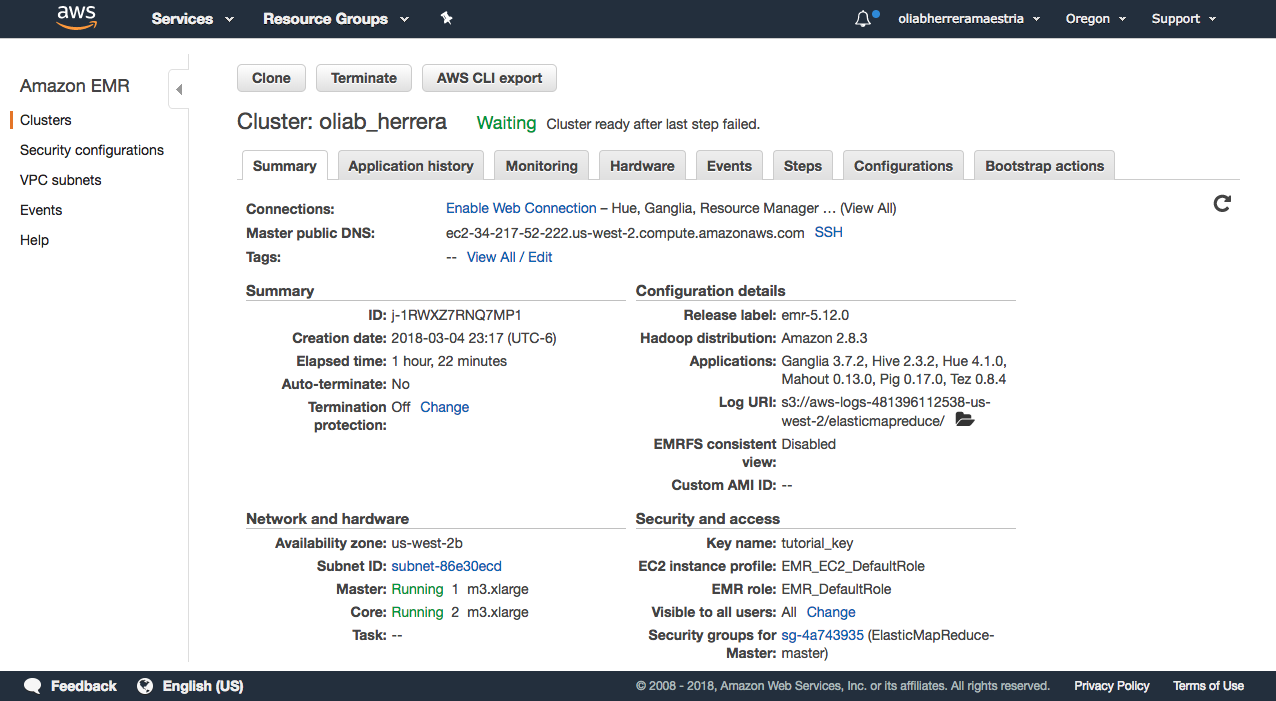 aws Services Resource Groups oliabherreramaestria Oregon Support
Amazon EMR
Clusters
Security configurations
VPC subnets
Events
Help
Clone Terminate AWS CLI export
Cluster: oliab_herrera Waiting Cluster ready after last step failed.
Summary Application history Monitoring Hardware Events Steps Configurations Bootstrap actions
Connections: Enable Web Connection – Hue, Ganglia, Resource Manager … (View All)
Master public DNS: ec2-34-217-52-222.us-west-2.compute.amazonaws.com SSH
Tags: -- View All / Edit
Summary
ID: j-1RWXZ7RNQ7MP1
Creation date: 2018-03-04 23:17 (UTC-6)
Elapsed time: 1 hour, 22 minutes
Auto-terminate: No
Termination Off Change
protection:
Configuration details
Release label: emr-5.12.0
Hadoop distribution: Amazon 2.8.3
Applications: Ganglia 3.7.2, Hive 2.3.2, Hue 4.1.0,
Mahout 0.13.0, Pig 0.17.0, Tez 0.8.4
Log URI: s3://aws-logs-481396112538-us-
west-2/elasticmapreduce/
EMRFS consistent Disabled
view:
Custom AMI ID: --
Network and hardware
Availability zone: us-west-2b
Subnet ID: subnet-86e30ecd
Master: Running 1 m3.xlarge
Core: Running 2 m3.xlarge
Task: --
Security and access
Key name: tutorial_key
EC2 instance profile: EMR_EC2_DefaultRole
EMR role: EMR_DefaultRole
Visible to all users: All Change
Security groups for sg-4a743935 (ElasticMapReduce-
Master: master)
Feedback English (US) © 2008 - 2018, Amazon Web Services, Inc. or its affiliates. All rights reserved. Privacy Policy Terms of Use